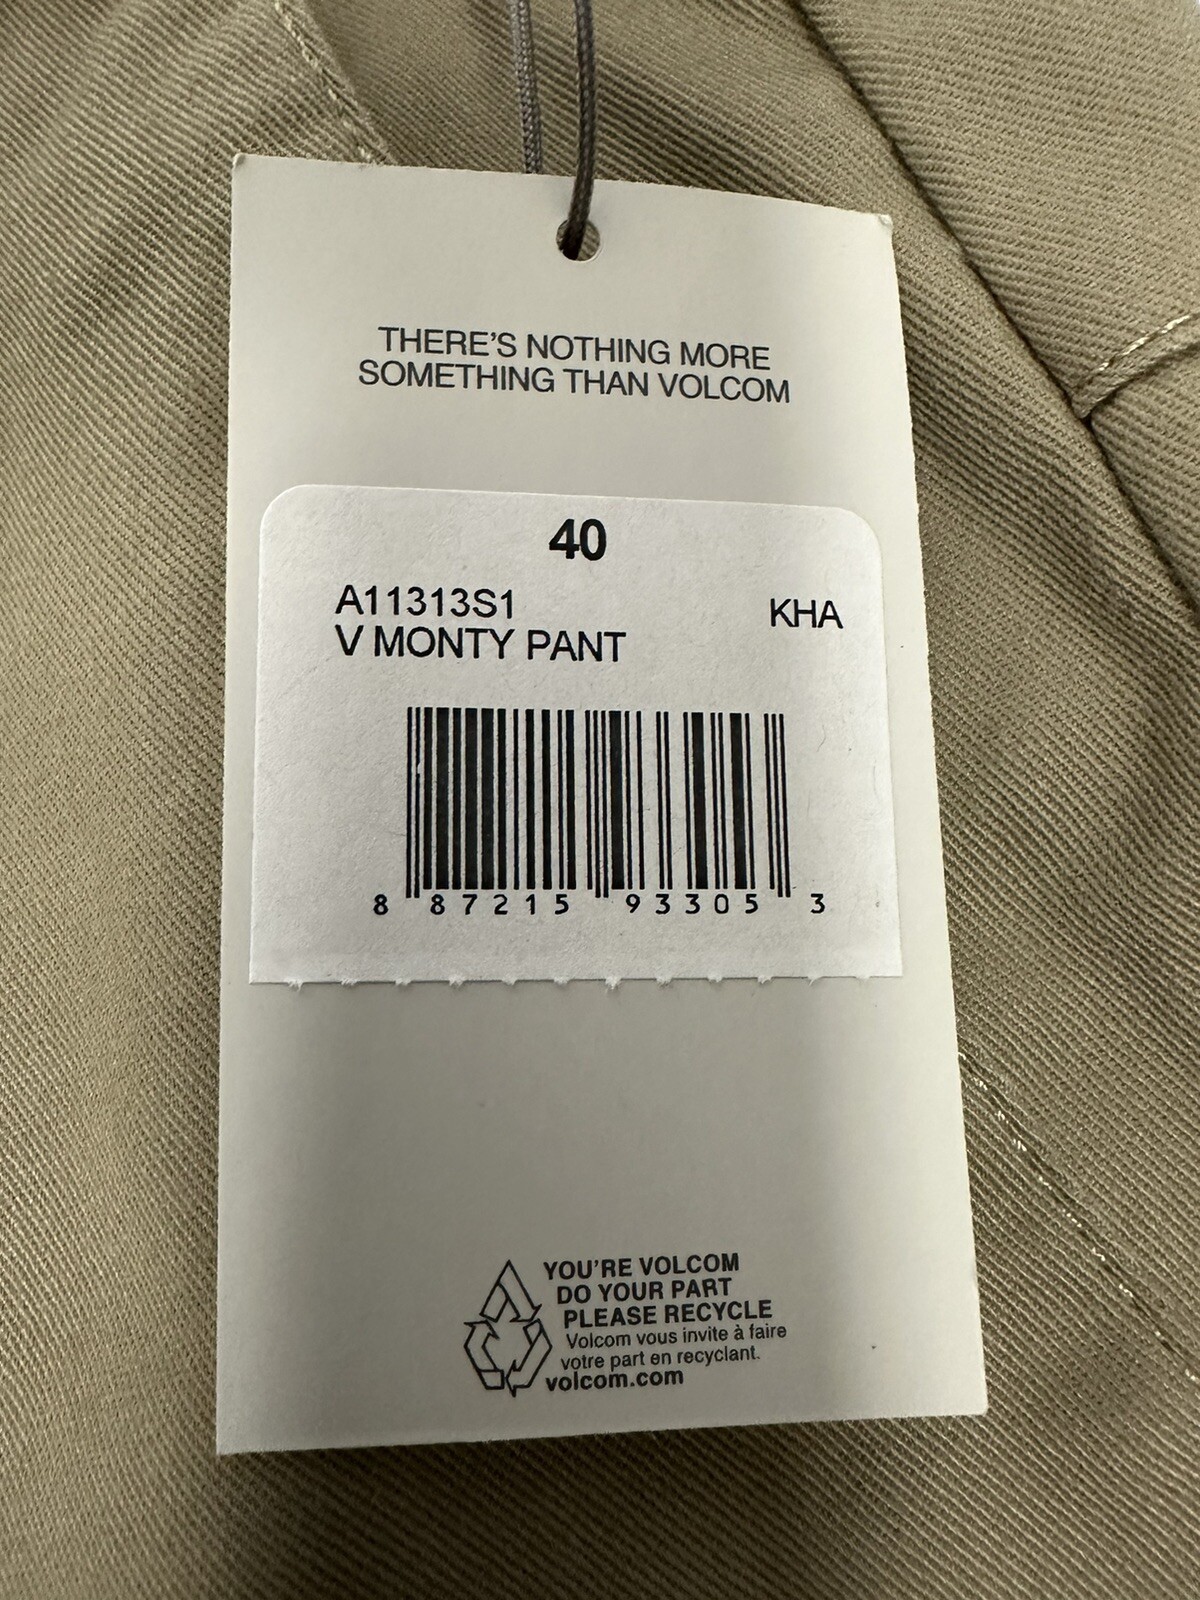 THERE'S NOTHING MORE
SOMETHING THAN VOLCOM
40
A11313S1 KHA
V MONTY PANT
8 87215 93305 3
YOU'RE VOLCOM
DO YOUR PART
PLEASE RECYCLE
Volcom vous invite à faire
votre part en recyclant.
volcom.com